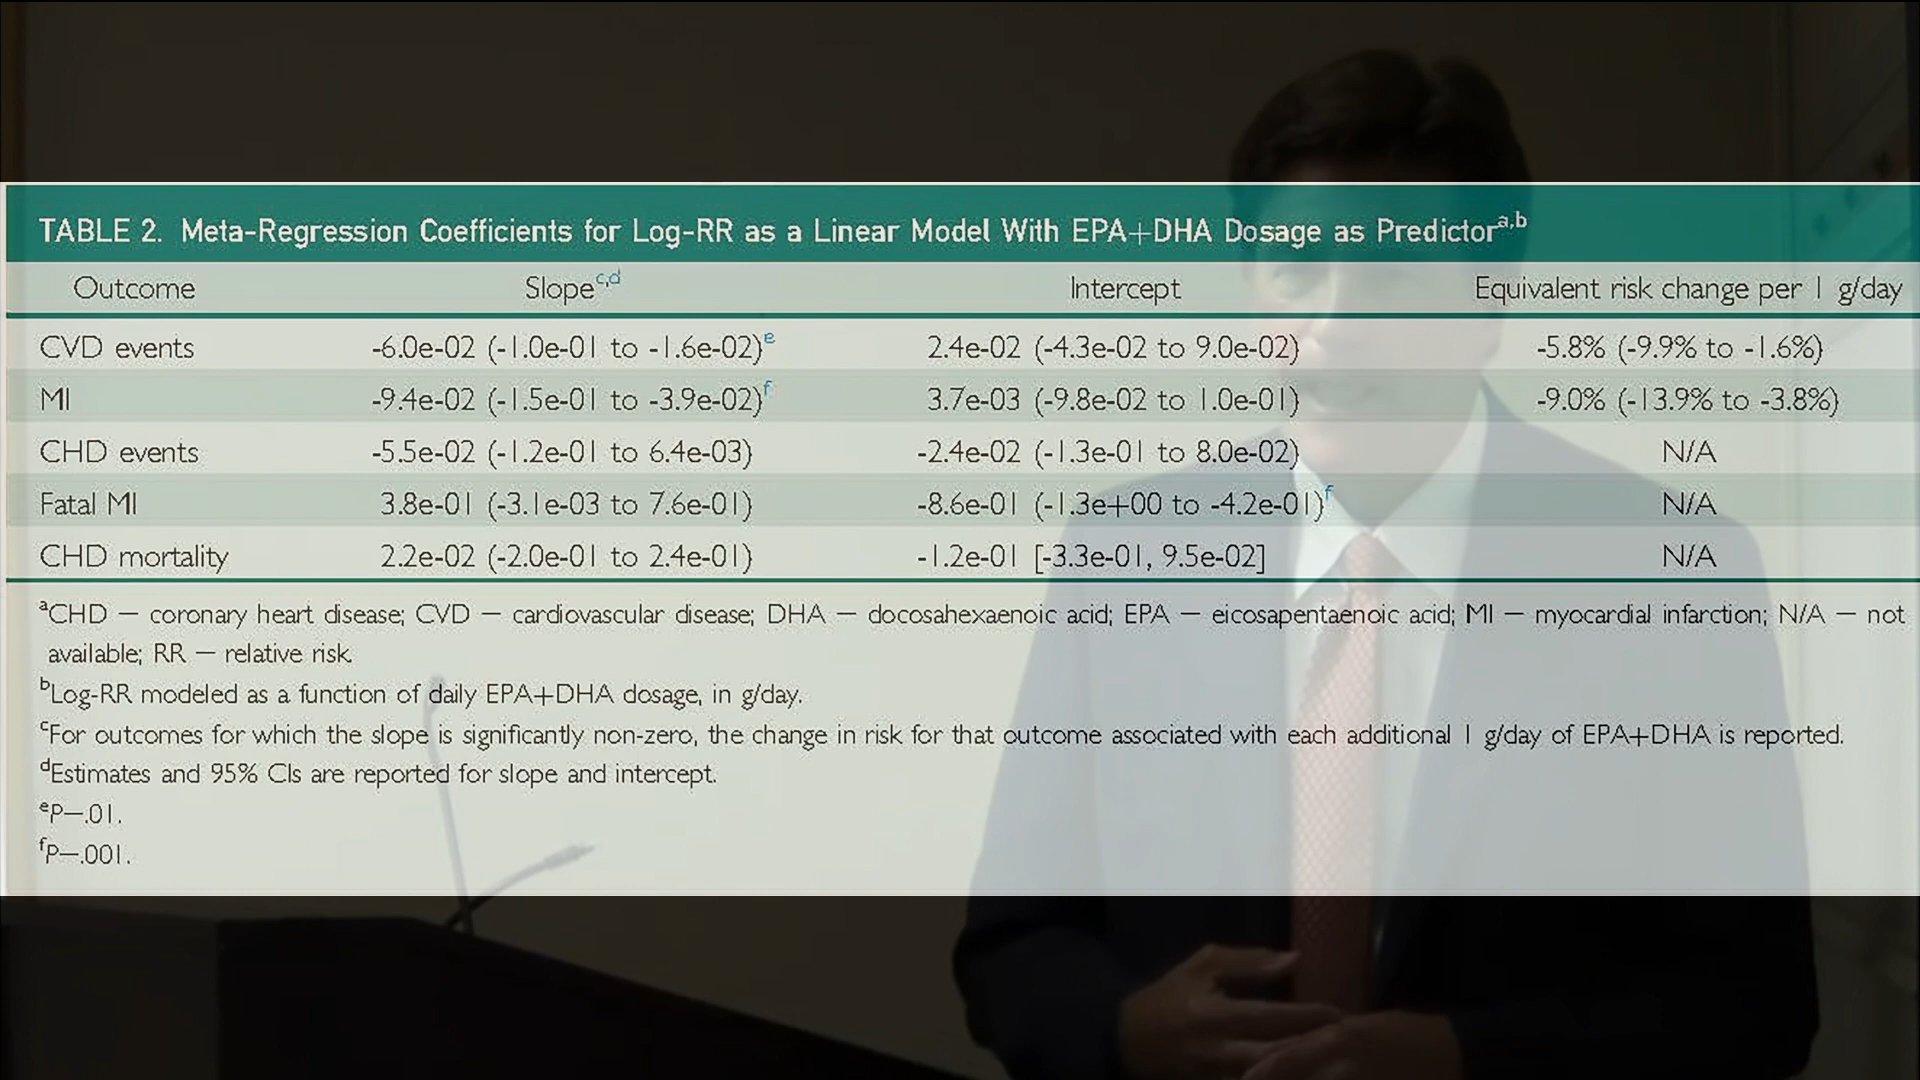 TABLE 2. Meta-Regression Coefficients for Log-RR as a Linear Model With EPA+DHA Dosage as Predictor a,b
Outcome Slope c,d Intercept Equivalent risk change per 1 g/day
CVD events -6.0e-02 (-1.0e-01 to -1.6e-02) e 2.4e-02 (-4.3e-02 to 9.0e-02) -5.8% (-9.9% to -1.6%)
MI -9.4e-02 (-1.5e-01 to -3.9e-02) f 3.7e-03 (-9.8e-02 to 1.0e-01) -9.0% (-13.9% to -3.8%)
CHD events -5.5e-02 (-1.2e-01 to 6.4e-03) -2.4e-02 (-1.3e-01 to 8.0e-02) N/A
Fatal MI 3.8e-01 (-3.1e-03 to 7.6e-01) -8.6e-01 (-1.3e+00 to -4.2e-01) f N/A
CHD mortality 2.2e-02 (-2.0e-01 to 2.4e-01) -1.2e-01 [-3.3e-01, 9.5e-02] N/A
a CHD — coronary heart disease; CVD — cardiovascular disease; DHA — docosahexaenoic acid; EPA — eicosapentaenoic acid; MI — myocardial infarction; N/A — not
available; RR — relative risk.
b Log-RR modeled as a function of daily EPA+DHA dosage, in g/day.
c For outcomes for which the slope is significantly non-zero, the change in risk for that outcome associated with each additional 1 g/day of EPA+DHA is reported.
d Estimates and 95% CIs are reported for slope and intercept.
e P—.01.
f P—.001.